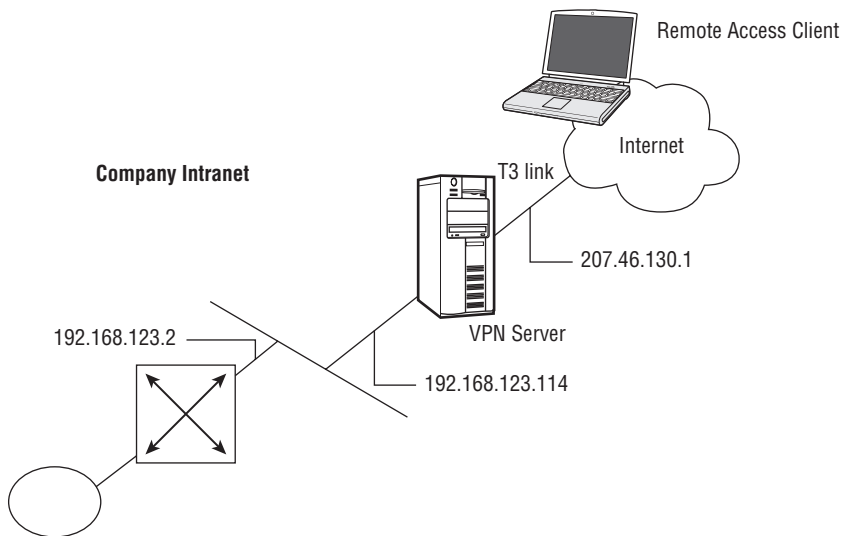 Remote Access Client
Internet
T3 link
Company Intranet
207.46.130.1
VPN Server
192.168.123.2
192.168.123.114